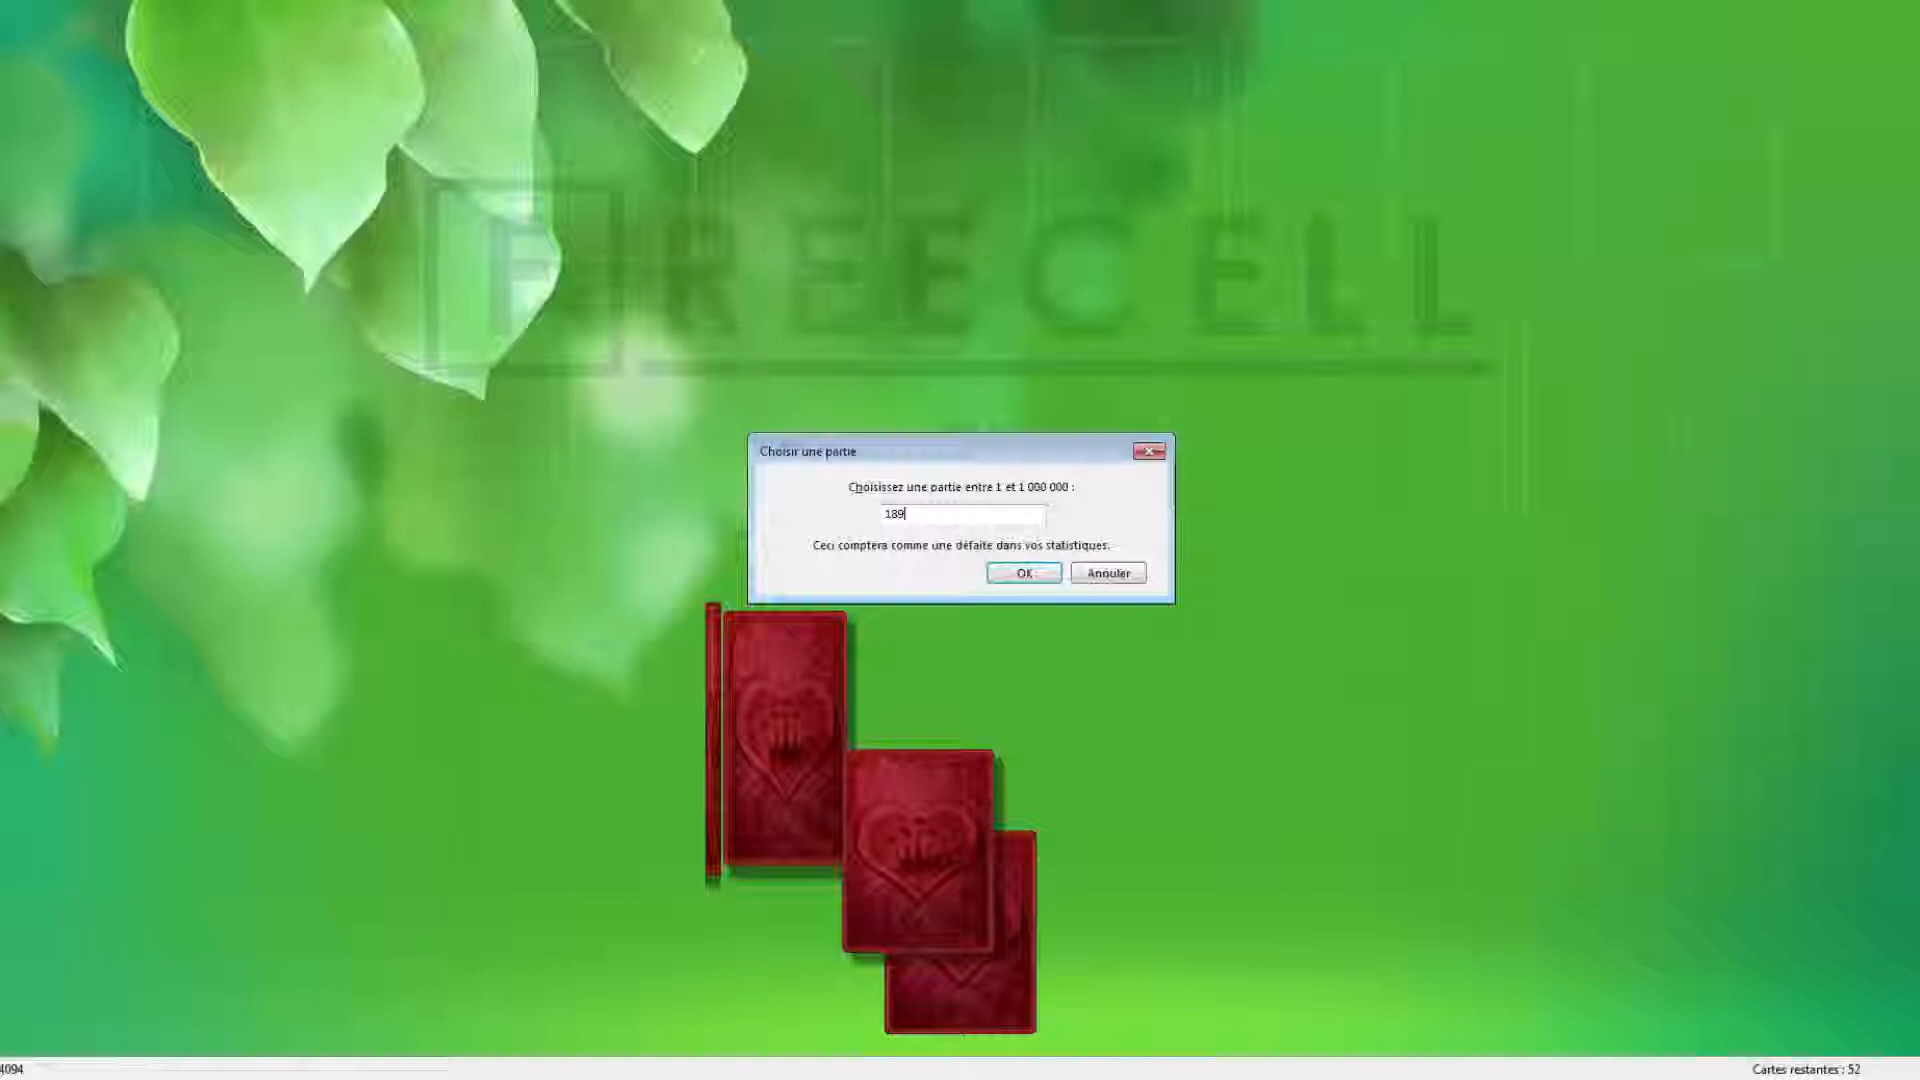 FREECELL
Choisir une partie
Choisissez une partie entre 1 et 1 000 000 :
189
Ceci comptera comme une défaite dans vos statistiques.
OK
Annuler
4094
Cartes restantes : 52